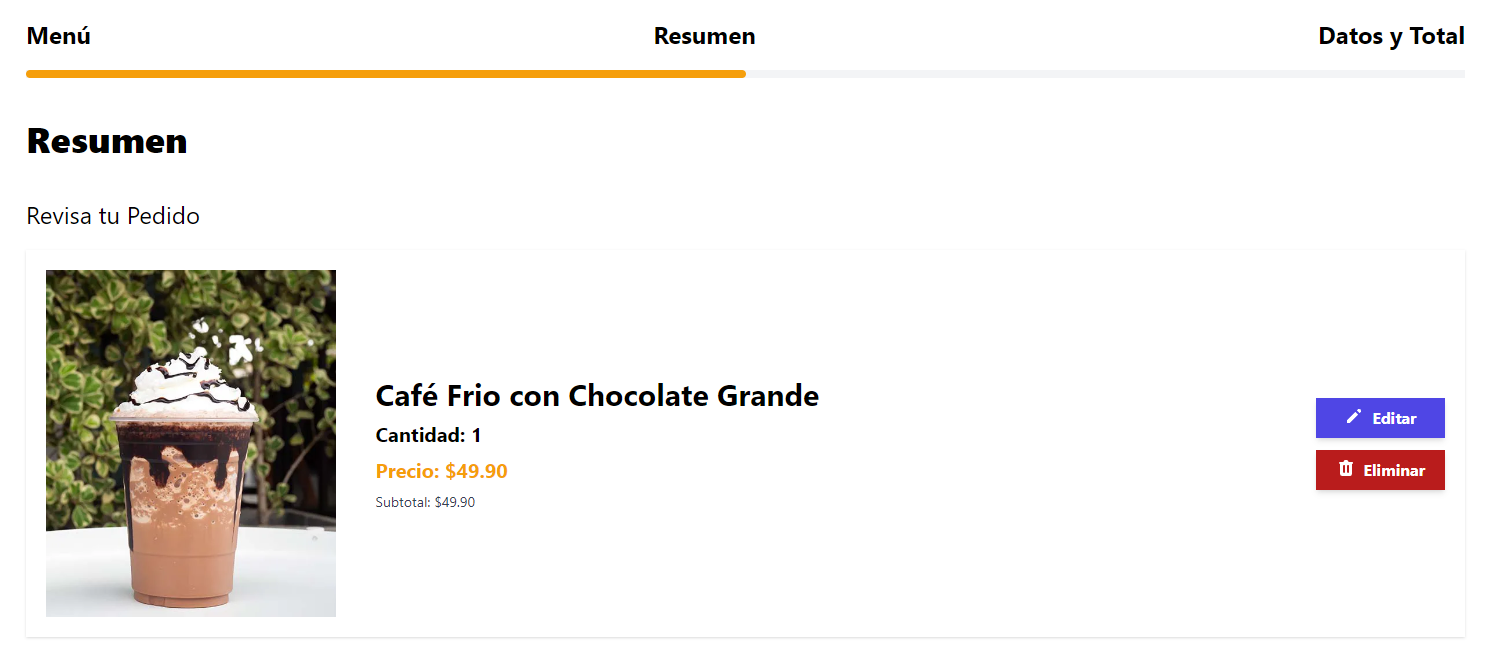 Menú
Resumen
Datos y Total
Resumen
Revisa tu Pedido
Café Frio con Chocolate Grande
Cantidad: 1
Precio: $49.90
Subtotal: $49.90
Editar
Eliminar